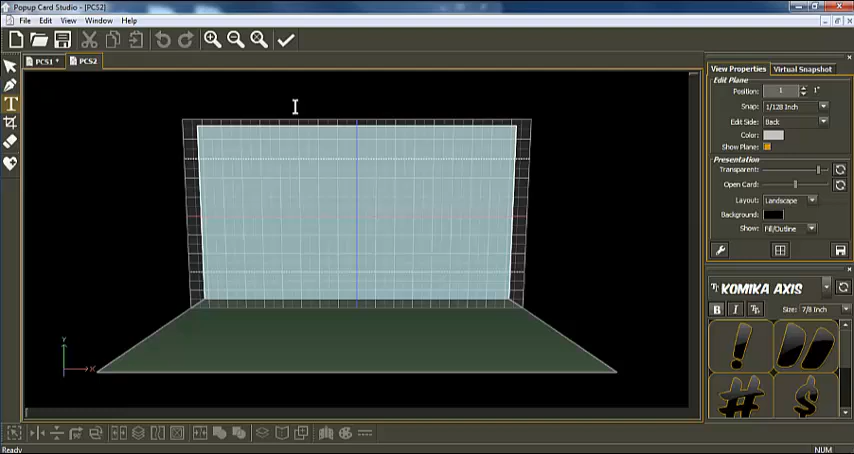 Popup Card Studio - [PCS2]
File Edit View Window Help
PCS1 * PCS2
View Properties Virtual Snapshot
Edit Plane
Position: 1 1"
Snap: 1/128 Inch
Edit Side: Back
Color:
Show Plane:
Presentation
Transparent:
Open Card:
Layout: Landscape
Background:
Show: Fill/Outline
KOMIKA AXIS
B I Size: 7/8 Inch
! "
# $
Y
X
Ready NUM